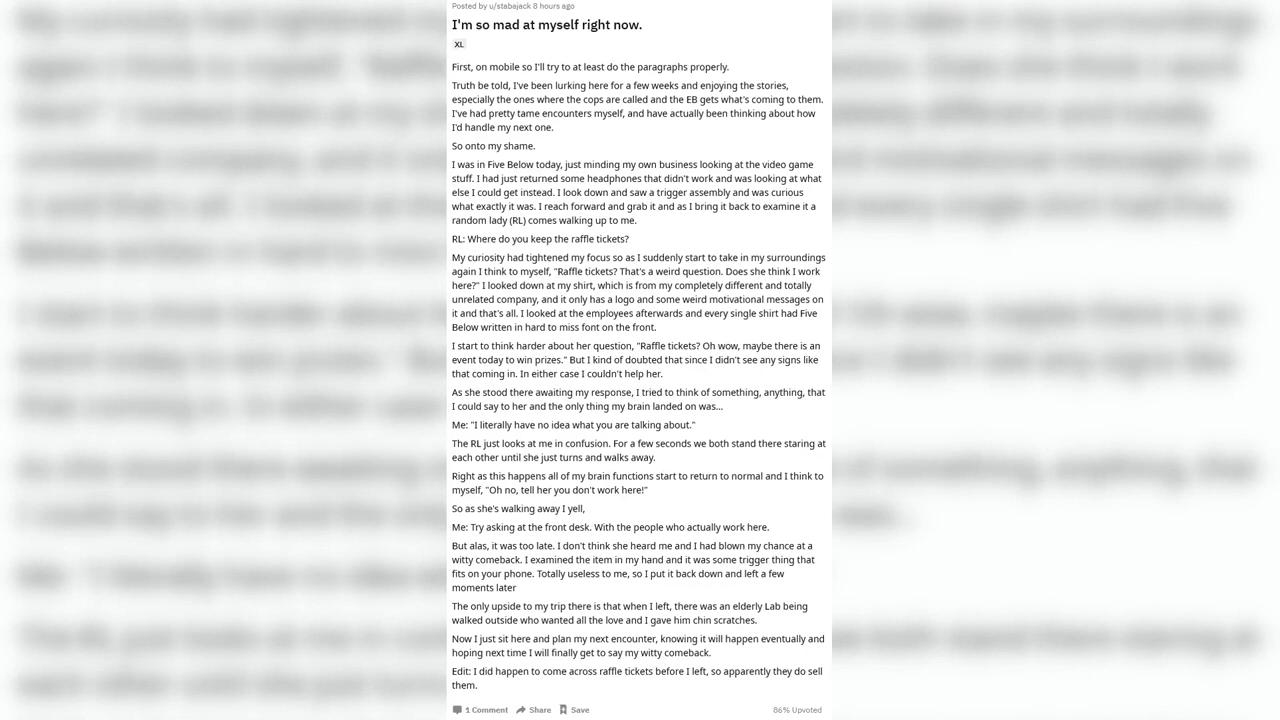 Posted by u/stabajack 8 hours ago
I'm so mad at myself right now.
XL
First, on mobile so I'll try to at least do the paragraphs properly.
Truth be told, I've been lurking here for a few weeks and enjoying the stories,
especially the ones where the cops are called and the EB gets what's coming to them.
I've had pretty tame encounters myself, and have actually been thinking about how
I'd handle my next one.
So onto my shame.
I was in Five Below today, just minding my own business looking at the video game
stuff. I had just returned some headphones that didn't work and was looking at what
else I could get instead. I look down and saw a trigger assembly and was curious
what exactly it was. I reach forward and grab it and as I bring it back to examine it a
random lady (RL) comes walking up to me.
RL: Where do you keep the raffle tickets?
My curiosity had tightened my focus so as I suddenly start to take in my surroundings
again I think to myself, "Raffle tickets? That's a weird question. Does she think I work
here?" I looked down at my shirt, which is from my completely different and totally
unrelated company, and it only has a logo and some weird motivational messages on
it and that's all. I looked at the employees afterwards and every single shirt had Five
Below written in hard to miss font on the front.
I start to think harder about her question, "Raffle tickets? Oh wow, maybe there is an
event today to win prizes." But I kind of doubted that since I didn't see any signs like
that coming in. In either case I couldn't help her.
As she stood there awaiting my response, I tried to think of something, anything, that
I could say to her and the only thing my brain landed on was...
Me: "I literally have no idea what you are talking about."
The RL just looks at me in confusion. For a few seconds we both stand there staring at
each other until she just turns and walks away.
Right as this happens all of my brain functions start to return to normal and I think to
myself, "Oh no, tell her you don't work here!"
So as she's walking away I yell,
Me: Try asking at the front desk. With the people who actually work here.
But alas, it was too late. I don't think she heard me and I had blown my chance at a
witty comeback. I examined the item in my hand and it was some trigger thing that
fits on your phone. Totally useless to me, so I put it back down and left a few
moments later
The only upside to my trip there is that when I left, there was an elderly Lab being
walked outside who wanted all the love and I gave him chin scratches.
Now I just sit here and plan my next encounter, knowing it will happen eventually and
hoping next time I will finally get to say my witty comeback.
Edit: I did happen to come across raffle tickets before I left, so apparently they do sell
them.
1 Comment Share Save 86% Upvoted